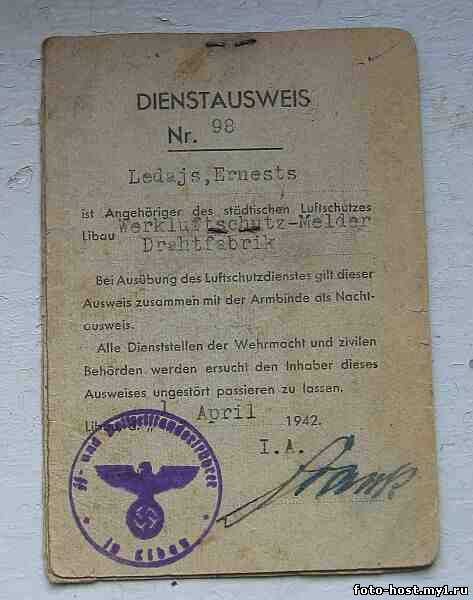 DIENSTAUSWEIS
Nr. 98
Ledajs,Ernests
ist Angehöriger des städtischen Luftschutzes
Libau Werkluftschutz-Melder
Drahtfabrik
Bei Ausübung des Luftschutzdienstes gilt dieser
Ausweis zusammen mit der Armbinde als Nacht-
ausweis.
Alle Dienststellen der Wehrmacht und zivilen
Behörden werden ersucht den Inhaber dieses
Ausweises ungestört passieren zu lassen.
1 April 1942.
I.A.
SS- und Polizeistandortführer
in Libau
foto-host.my1.ru